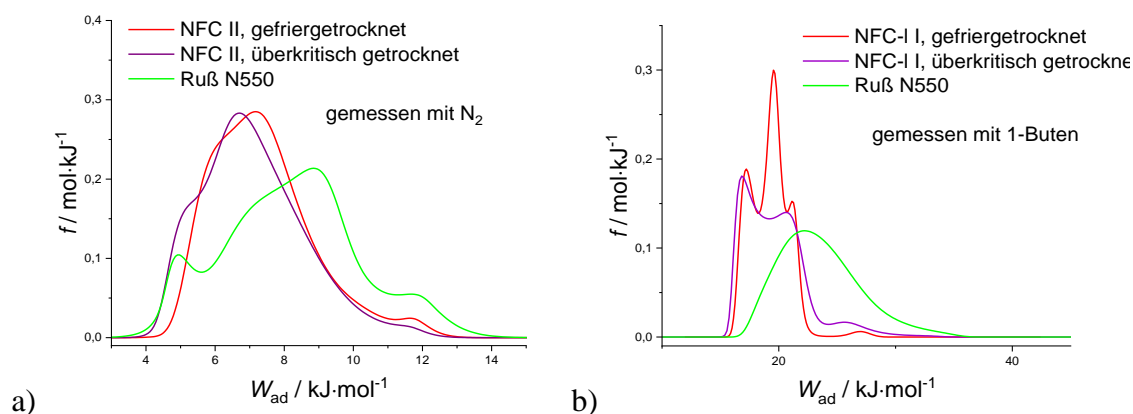 0,4
NFC II, gefriergetrocknet
NFC II, überkritisch getrocknet
Ruß N550
gemessen mit N₂
0,3
0,2
0,1
0,0
f / mol·kJ⁻¹
4 6 8 10 12 14
W_ad / kJ·mol⁻¹
a)
NFC-I I, gefriergetrocknet
NFC-I I, überkritisch getrockne
Ruß N550
gemessen mit 1-Buten
0,3
0,2
0,1
0,0
f / mol·kJ⁻¹
20 40
W_ad / kJ·mol⁻¹
b)